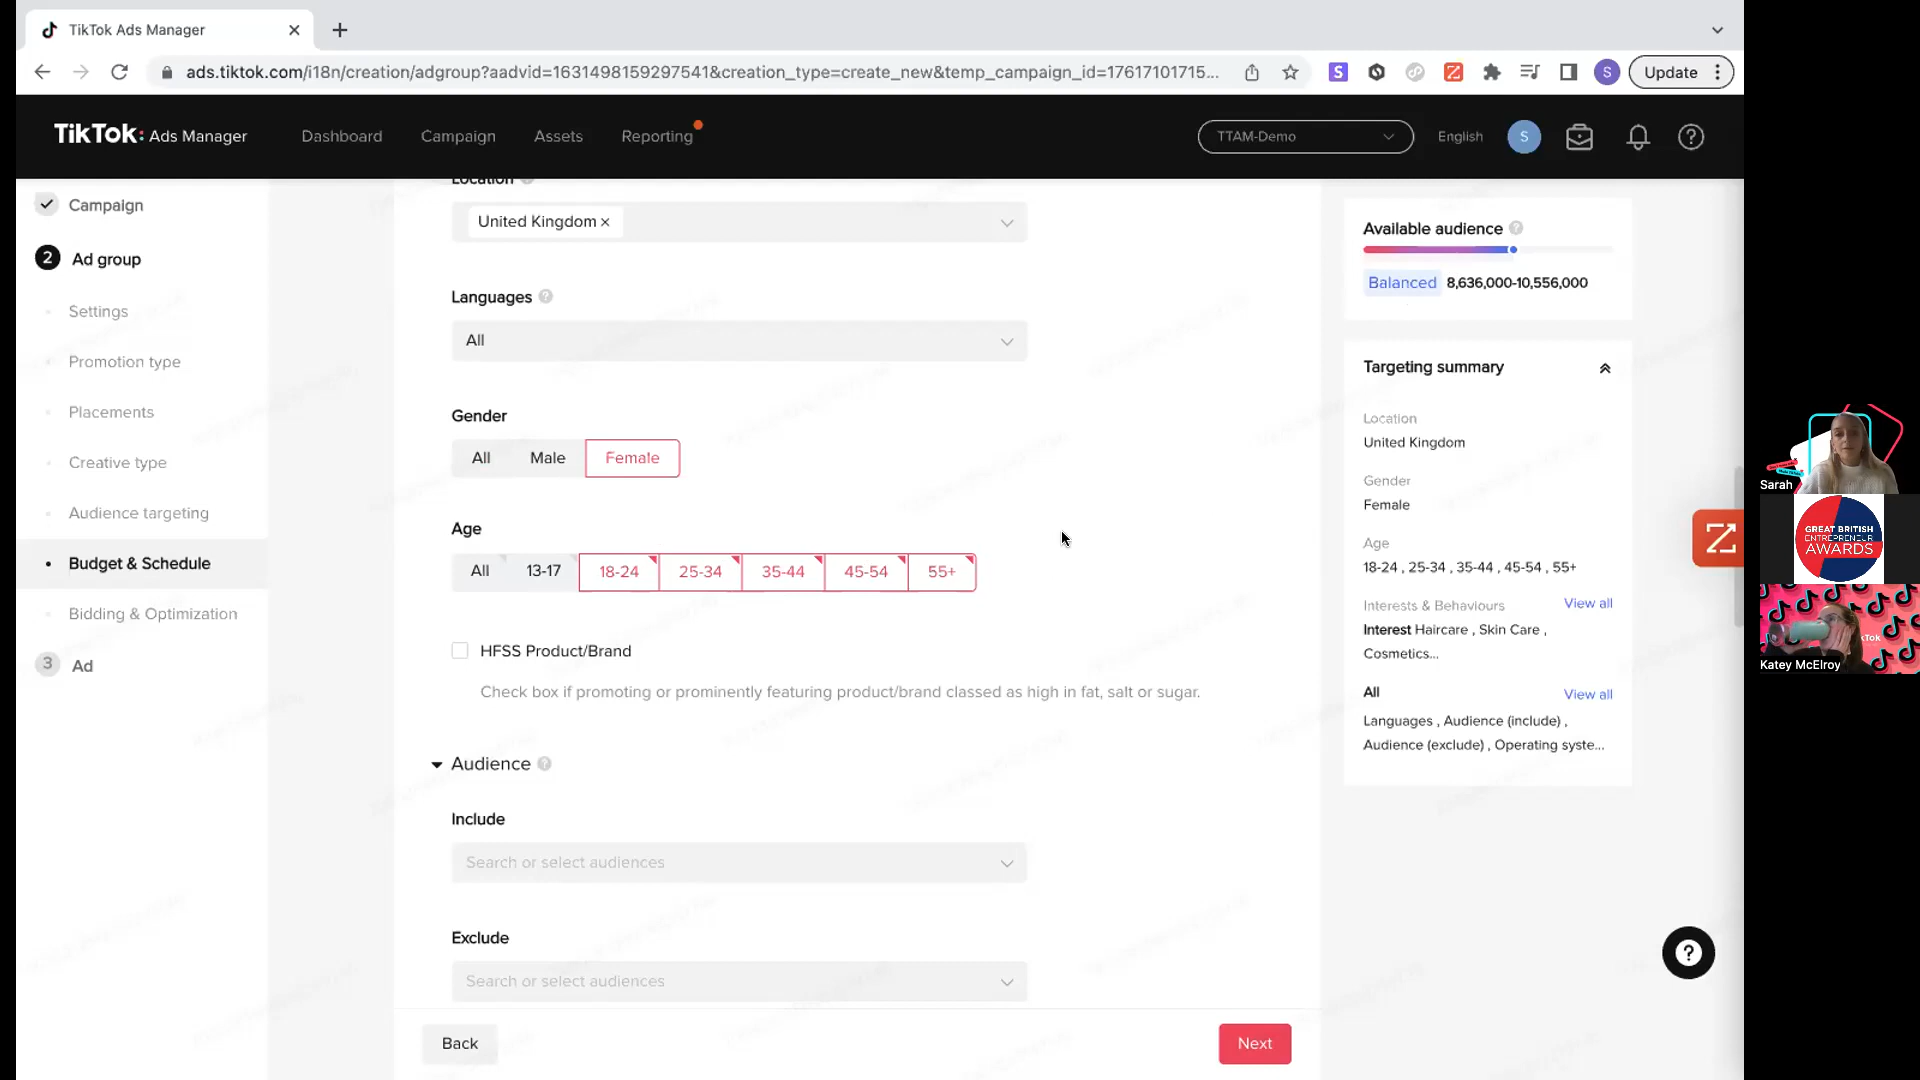 TikTok Ads Manager
ads.tiktok.com/i18n/creation/adgroup?aadvid=1631498159297541&creation_type=create_new&temp_campaign_id=17617101715...
S
Update
TikTok: Ads Manager
Dashboard
Campaign
Assets
Reporting
TTAM-Demo
English
S
Campaign
2 Ad group
Settings
Promotion type
Placements
Creative type
Audience targeting
Budget & Schedule
Bidding & Optimization
3 Ad
Location
United Kingdom ×
Languages
All
Gender
All Male Female
Age
All 13-17 18-24 25-34 35-44 45-54 55+
HFSS Product/Brand
Check box if promoting or prominently featuring product/brand classed as high in fat, salt or sugar.
Audience
Include
Search or select audiences
Exclude
Search or select audiences
Back
Next
Available audience
Balanced 8,636,000-10,556,000
Targeting summary
Location
United Kingdom
Gender
Female
Age
18-24 , 25-34 , 35-44 , 45-54 , 55+
Interests & Behaviours View all
Interest Haircare , Skin Care ,
Cosmetics...
All View all
Languages , Audience (include) ,
Audience (exclude) , Operating syste...
Sarah
GREAT BRITISH
ENTREPRENEUR
AWARDS
Katey McElroy